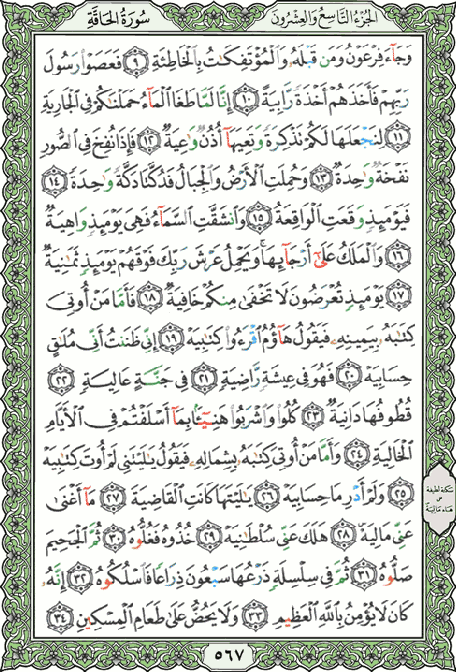 الجزء التاسع والعشرون
سورة الحاقة
وَجَآءَ فِرْعَوْنُ وَمَن قَبْلَهُۥ وَٱلْمُؤْتَفِكَـٰتُ بِٱلْخَاطِئَةِ ٩ فَعَصَوْا۟ رَسُولَ
رَبِّهِمْ فَأَخَذَهُمْ أَخْذَةً رَّابِيَةً ١٠ إِنَّا لَمَّا طَغَا ٱلْمَآءُ حَمَلْنَـٰكُمْ فِى ٱلْجَارِيَةِ
١١ لِنَجْعَلَهَا لَكُمْ تَذْكِرَةً وَتَعِيَهَآ أُذُنٌ وَٰعِيَةٌ ١٢ فَإِذَا نُفِخَ فِى ٱلصُّورِ
نَفْخَةٌ وَٰحِدَةٌ ١٣ وَحُمِلَتِ ٱلْأَرْضُ وَٱلْجِبَالُ فَدُكَّتَا دَكَّةً وَٰحِدَةً ١٤
فَيَوْمَئِذٍ وَقَعَتِ ٱلْوَاقِعَةُ ١٥ وَٱنشَقَّتِ ٱلسَّمَآءُ فَهِىَ يَوْمَئِذٍ وَاهِيَةٌ
١٦ وَٱلْمَلَكُ عَلَىٰٓ أَرْجَآئِهَا ۚ وَيَحْمِلُ عَرْشَ رَبِّكَ فَوْقَهُمْ يَوْمَئِذٍ ثَمَـٰنِيَةٌ
١٧ يَوْمَئِذٍ تُعْرَضُونَ لَا تَخْفَىٰ مِنكُمْ خَافِيَةٌ ١٨ فَأَمَّا مَنْ أُوتِىَ
كِتَـٰبَهُۥ بِيَمِينِهِۦ فَيَقُولُ هَآؤُمُ ٱقْرَءُوا۟ كِتَـٰبِيَهْ ١٩ إِنِّى ظَنَنتُ أَنِّى مُلَـٰقٍ
حِسَابِيَهْ ٢٠ فَهُوَ فِى عِيشَةٍ رَّاضِيَةٍ ٢١ فِى جَنَّةٍ عَالِيَةٍ ٢٢
قُطُوفُهَا دَانِيَةٌ ٢٣ كُلُوا۟ وَٱشْرَبُوا۟ هَنِيٓـًٔۢا بِمَآ أَسْلَفْتُمْ فِى ٱلْأَيَّامِ
ٱلْخَالِيَةِ ٢٤ وَأَمَّا مَنْ أُوتِىَ كِتَـٰبَهُۥ بِشِمَالِهِۦ فَيَقُولُ يَـٰلَيْتَنِى لَمْ أُوتَ كِتَـٰبِيَهْ
٢٥ وَلَمْ أَدْرِ مَا حِسَابِيَهْ ٢٦ يَـٰلَيْتَهَا كَانَتِ ٱلْقَاضِيَةَ ٢٧ مَآ أَغْنَىٰ
عَنِّى مَالِيَهْ ۜ ٢٨ هَلَكَ عَنِّى سُلْطَـٰنِيَهْ ٢٩ خُذُوهُ فَغُلُّوهُ ٣٠ ثُمَّ ٱلْجَحِيمَ
صَلُّوهُ ٣١ ثُمَّ فِى سِلْسِلَةٍ ذَرْعُهَا سَبْعُونَ ذِرَاعًا فَٱسْلُكُوهُ ٣٢ إِنَّهُۥ
كَانَ لَا يُؤْمِنُ بِٱللَّهِ ٱلْعَظِيمِ ٣٣ وَلَا يَحُضُّ عَلَىٰ طَعَامِ ٱلْمِسْكِينِ ٣٤
سكتة لطيفة
على
هاء ماليه
٥٦٧